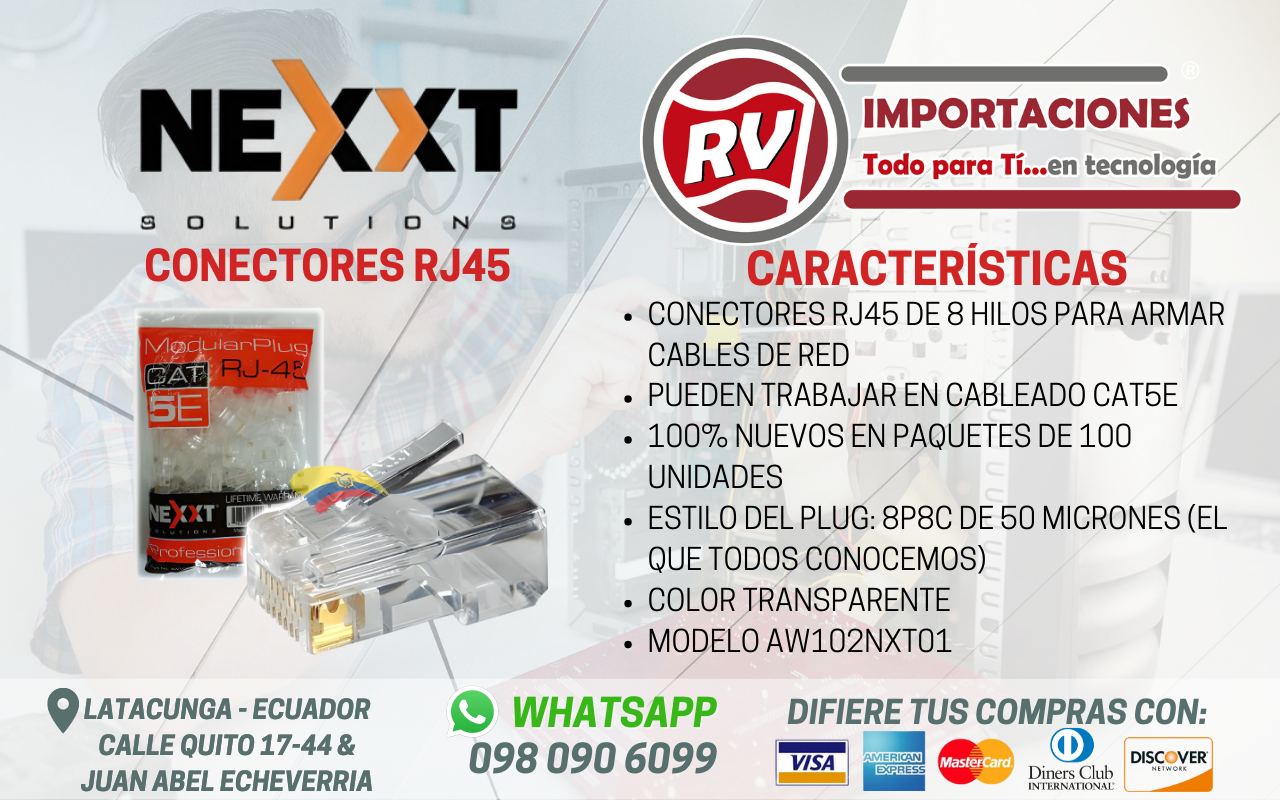 NEXXT
SOLUTIONS
CONECTORES RJ45
ModularPlug
CAT RJ-45
5E
LIFETIME
NEXXT
SOLUTIONS
Profession
RV
®
IMPORTACIONES
Todo para Tí...en tecnología
CARACTERÍSTICAS
• CONECTORES RJ45 DE 8 HILOS PARA ARMAR
CABLES DE RED
• PUEDEN TRABAJAR EN CABLEADO CAT5E
• 100% NUEVOS EN PAQUETES DE 100
UNIDADES
• ESTILO DEL PLUG: 8P8C DE 50 MICRONES (EL
QUE TODOS CONOCEMOS)
• COLOR TRANSPARENTE
• MODELO AW102NXT01
LATACUNGA - ECUADOR
CALLE QUITO 17-44 &
JUAN ABEL ECHEVERRIA
WHATSAPP
098 090 6099
DIFIERE TUS COMPRAS CON:
VISA
AMERICAN
EXPRESS
MasterCard
Diners Club
INTERNATIONAL
DISCOVER
NETWORK